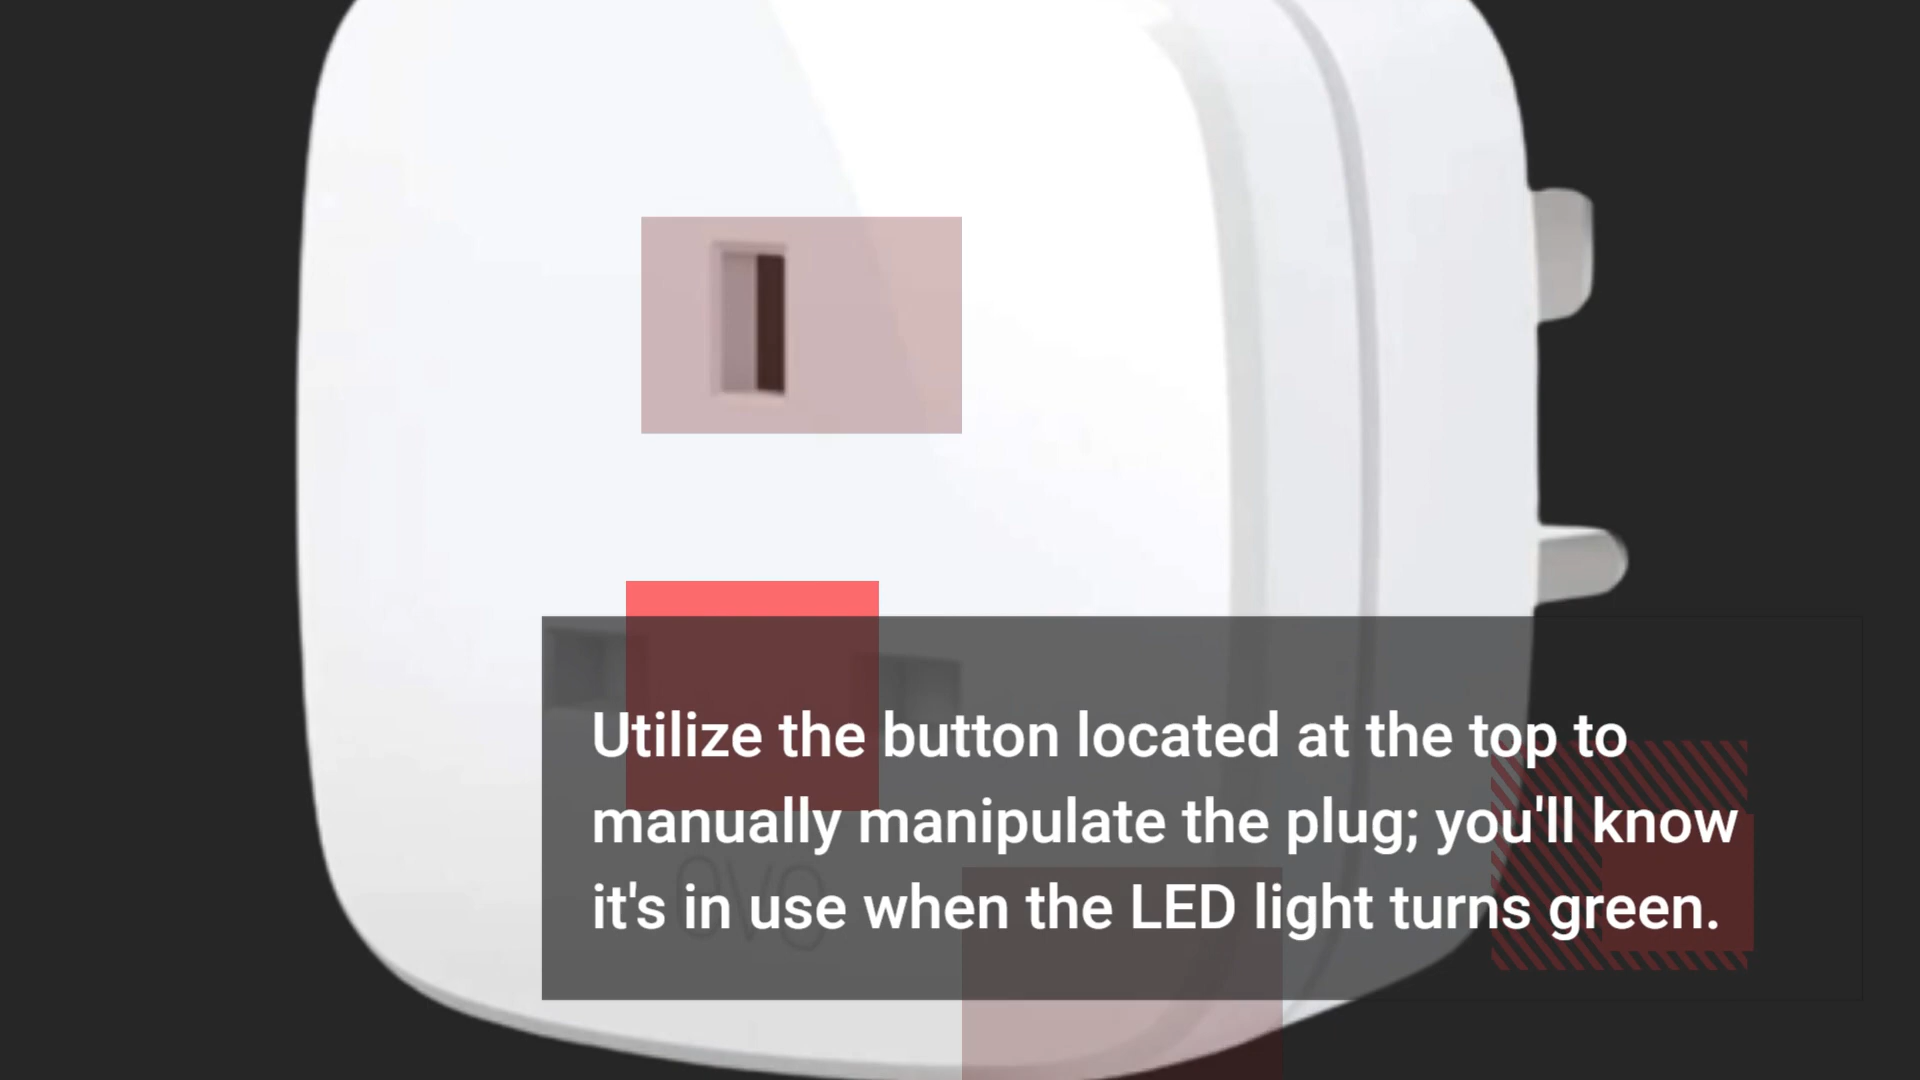 Utilize the button located at the top to
manually manipulate the plug; you'll know
it's in use when the LED light turns green.
eve